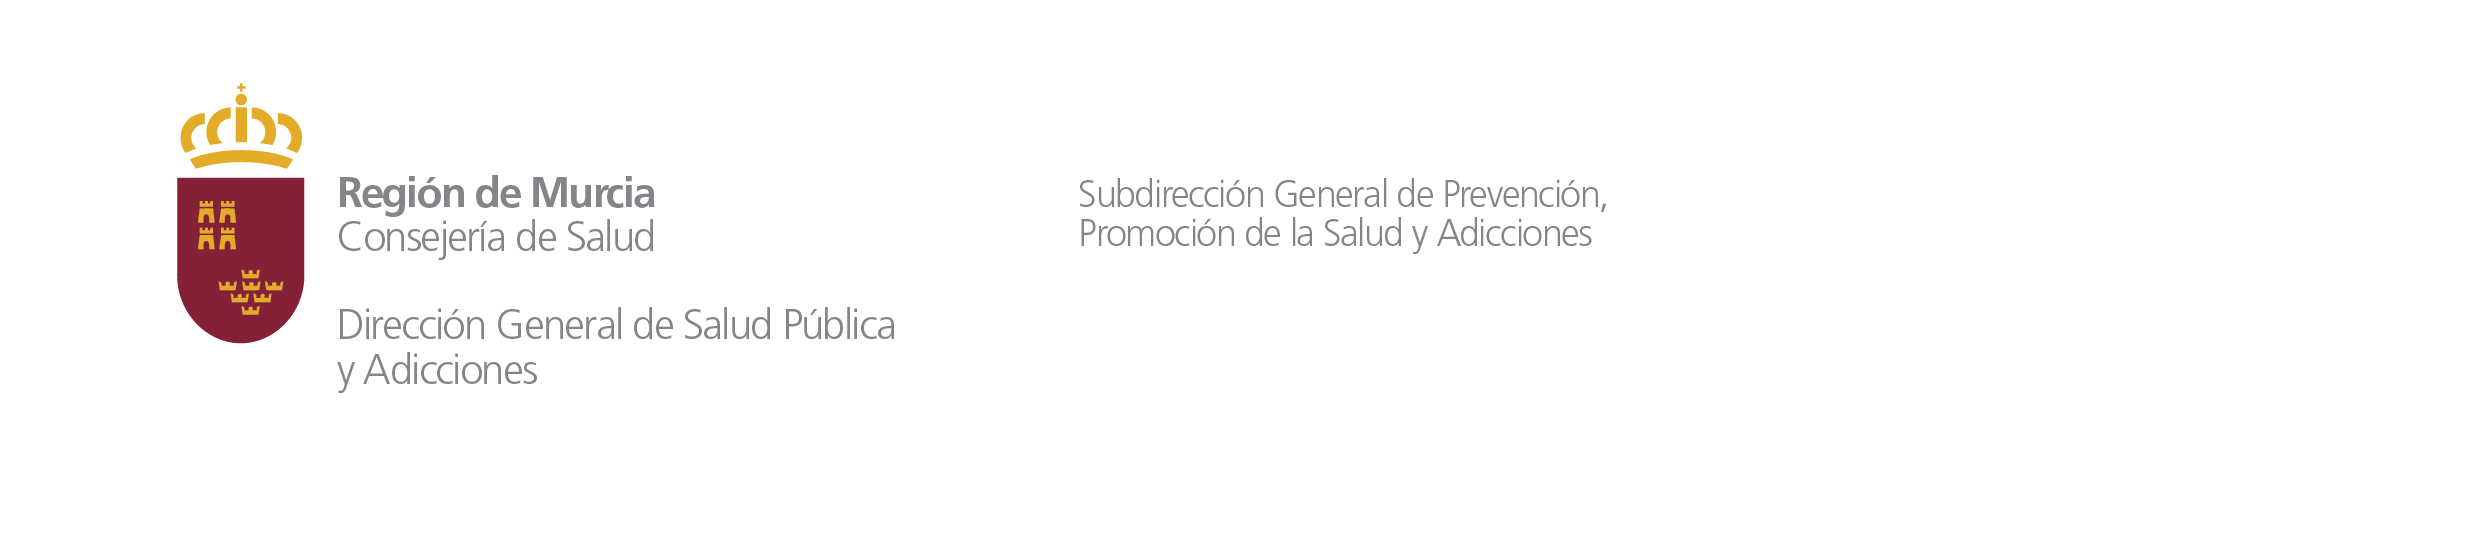 Región de Murcia
Consejería de Salud
Dirección General de Salud Pública
y Adicciones
Subdirección General de Prevención,
Promoción de la Salud y Adicciones